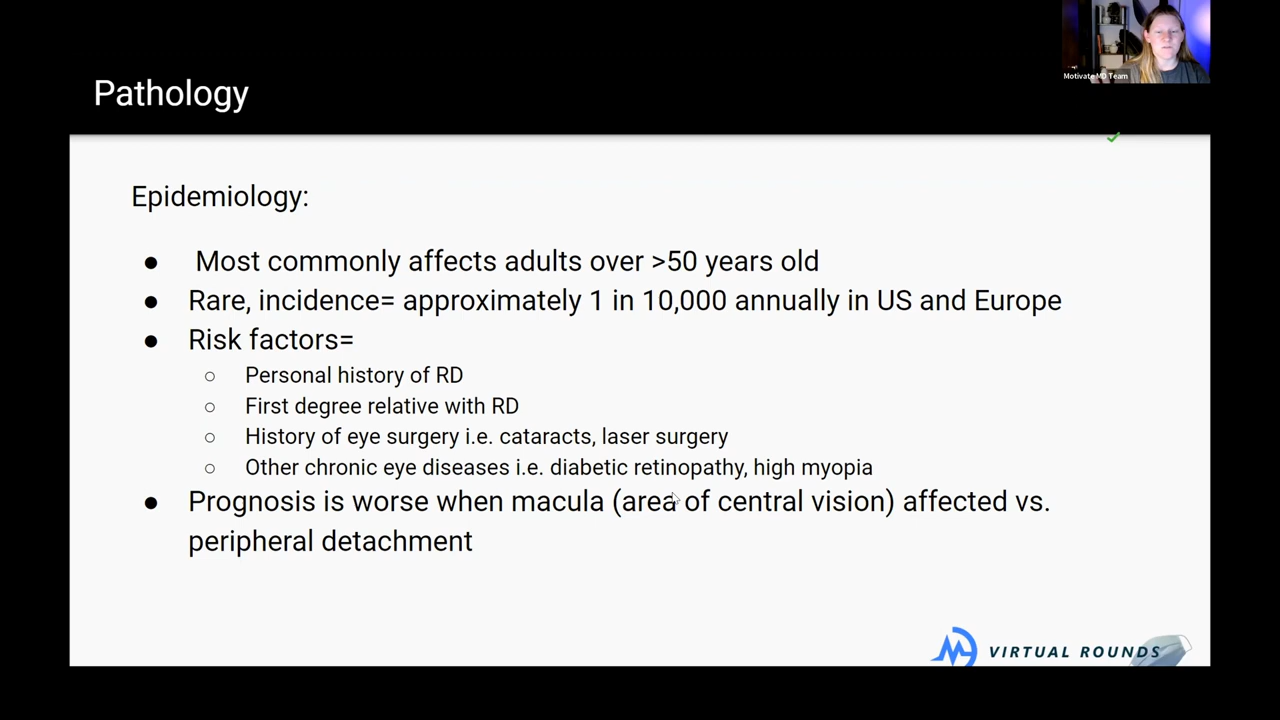 Motivate MD Team
Pathology
Epidemiology:
● Most commonly affects adults over >50 years old
● Rare, incidence= approximately 1 in 10,000 annually in US and Europe
● Risk factors=
○ Personal history of RD
○ First degree relative with RD
○ History of eye surgery i.e. cataracts, laser surgery
○ Other chronic eye diseases i.e. diabetic retinopathy, high myopia
● Prognosis is worse when macula (area of central vision) affected vs.
peripheral detachment
VIRTUAL ROUNDS